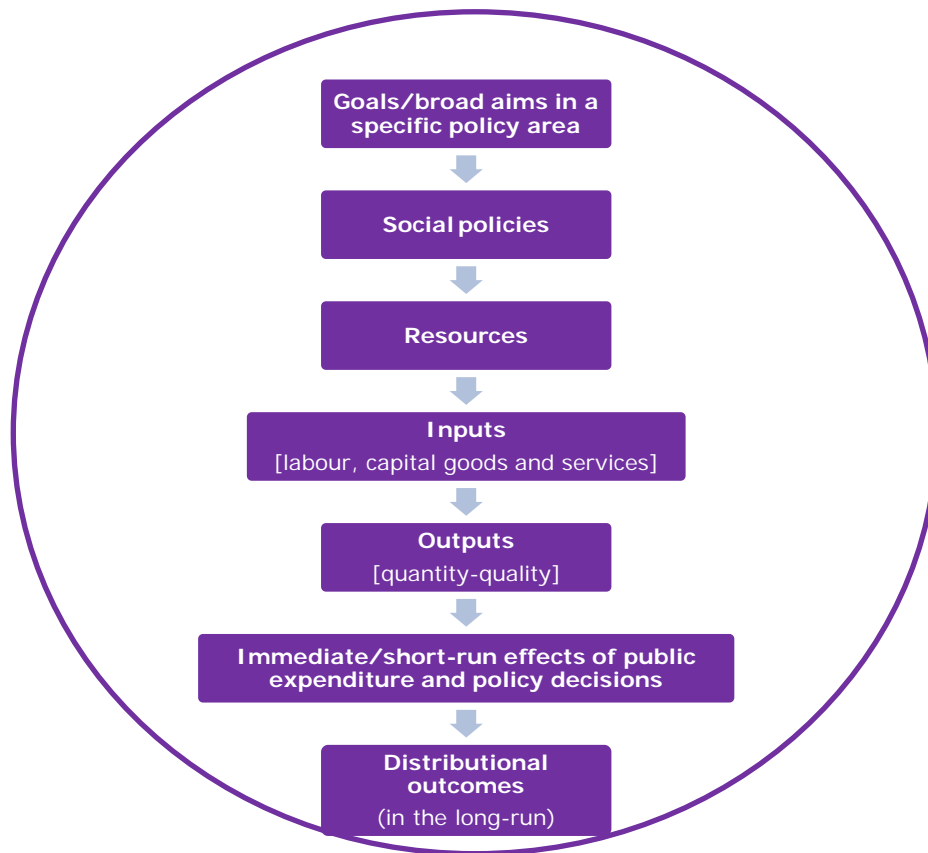 Goals/broad aims in a
specific policy area
Social policies
Resources
Inputs
[labour, capital goods and services]
Outputs
[quantity-quality]
Immediate/short-run effects of public
expenditure and policy decisions
Distributional
outcomes
(in the long-run)